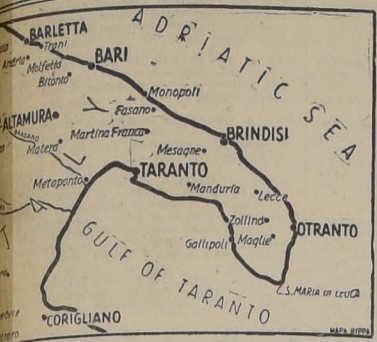 ADRIATIC SEA
BARLETTA
Trani
Andria
Molfetta
BARI
Bitonto
Monopoli
Fasano
ALTAMURA
BRADANO
Martina Franca
BRINDISI
Matera
Mesagne
TARANTO
Metaponto
Manduria
Lecce
Zollino
OTRANTO
Gallipoli
Maglie
GULF OF TARANTO
C.S. MARIA DI LEUCA
CORIGLIANO
MAPA BIPPA